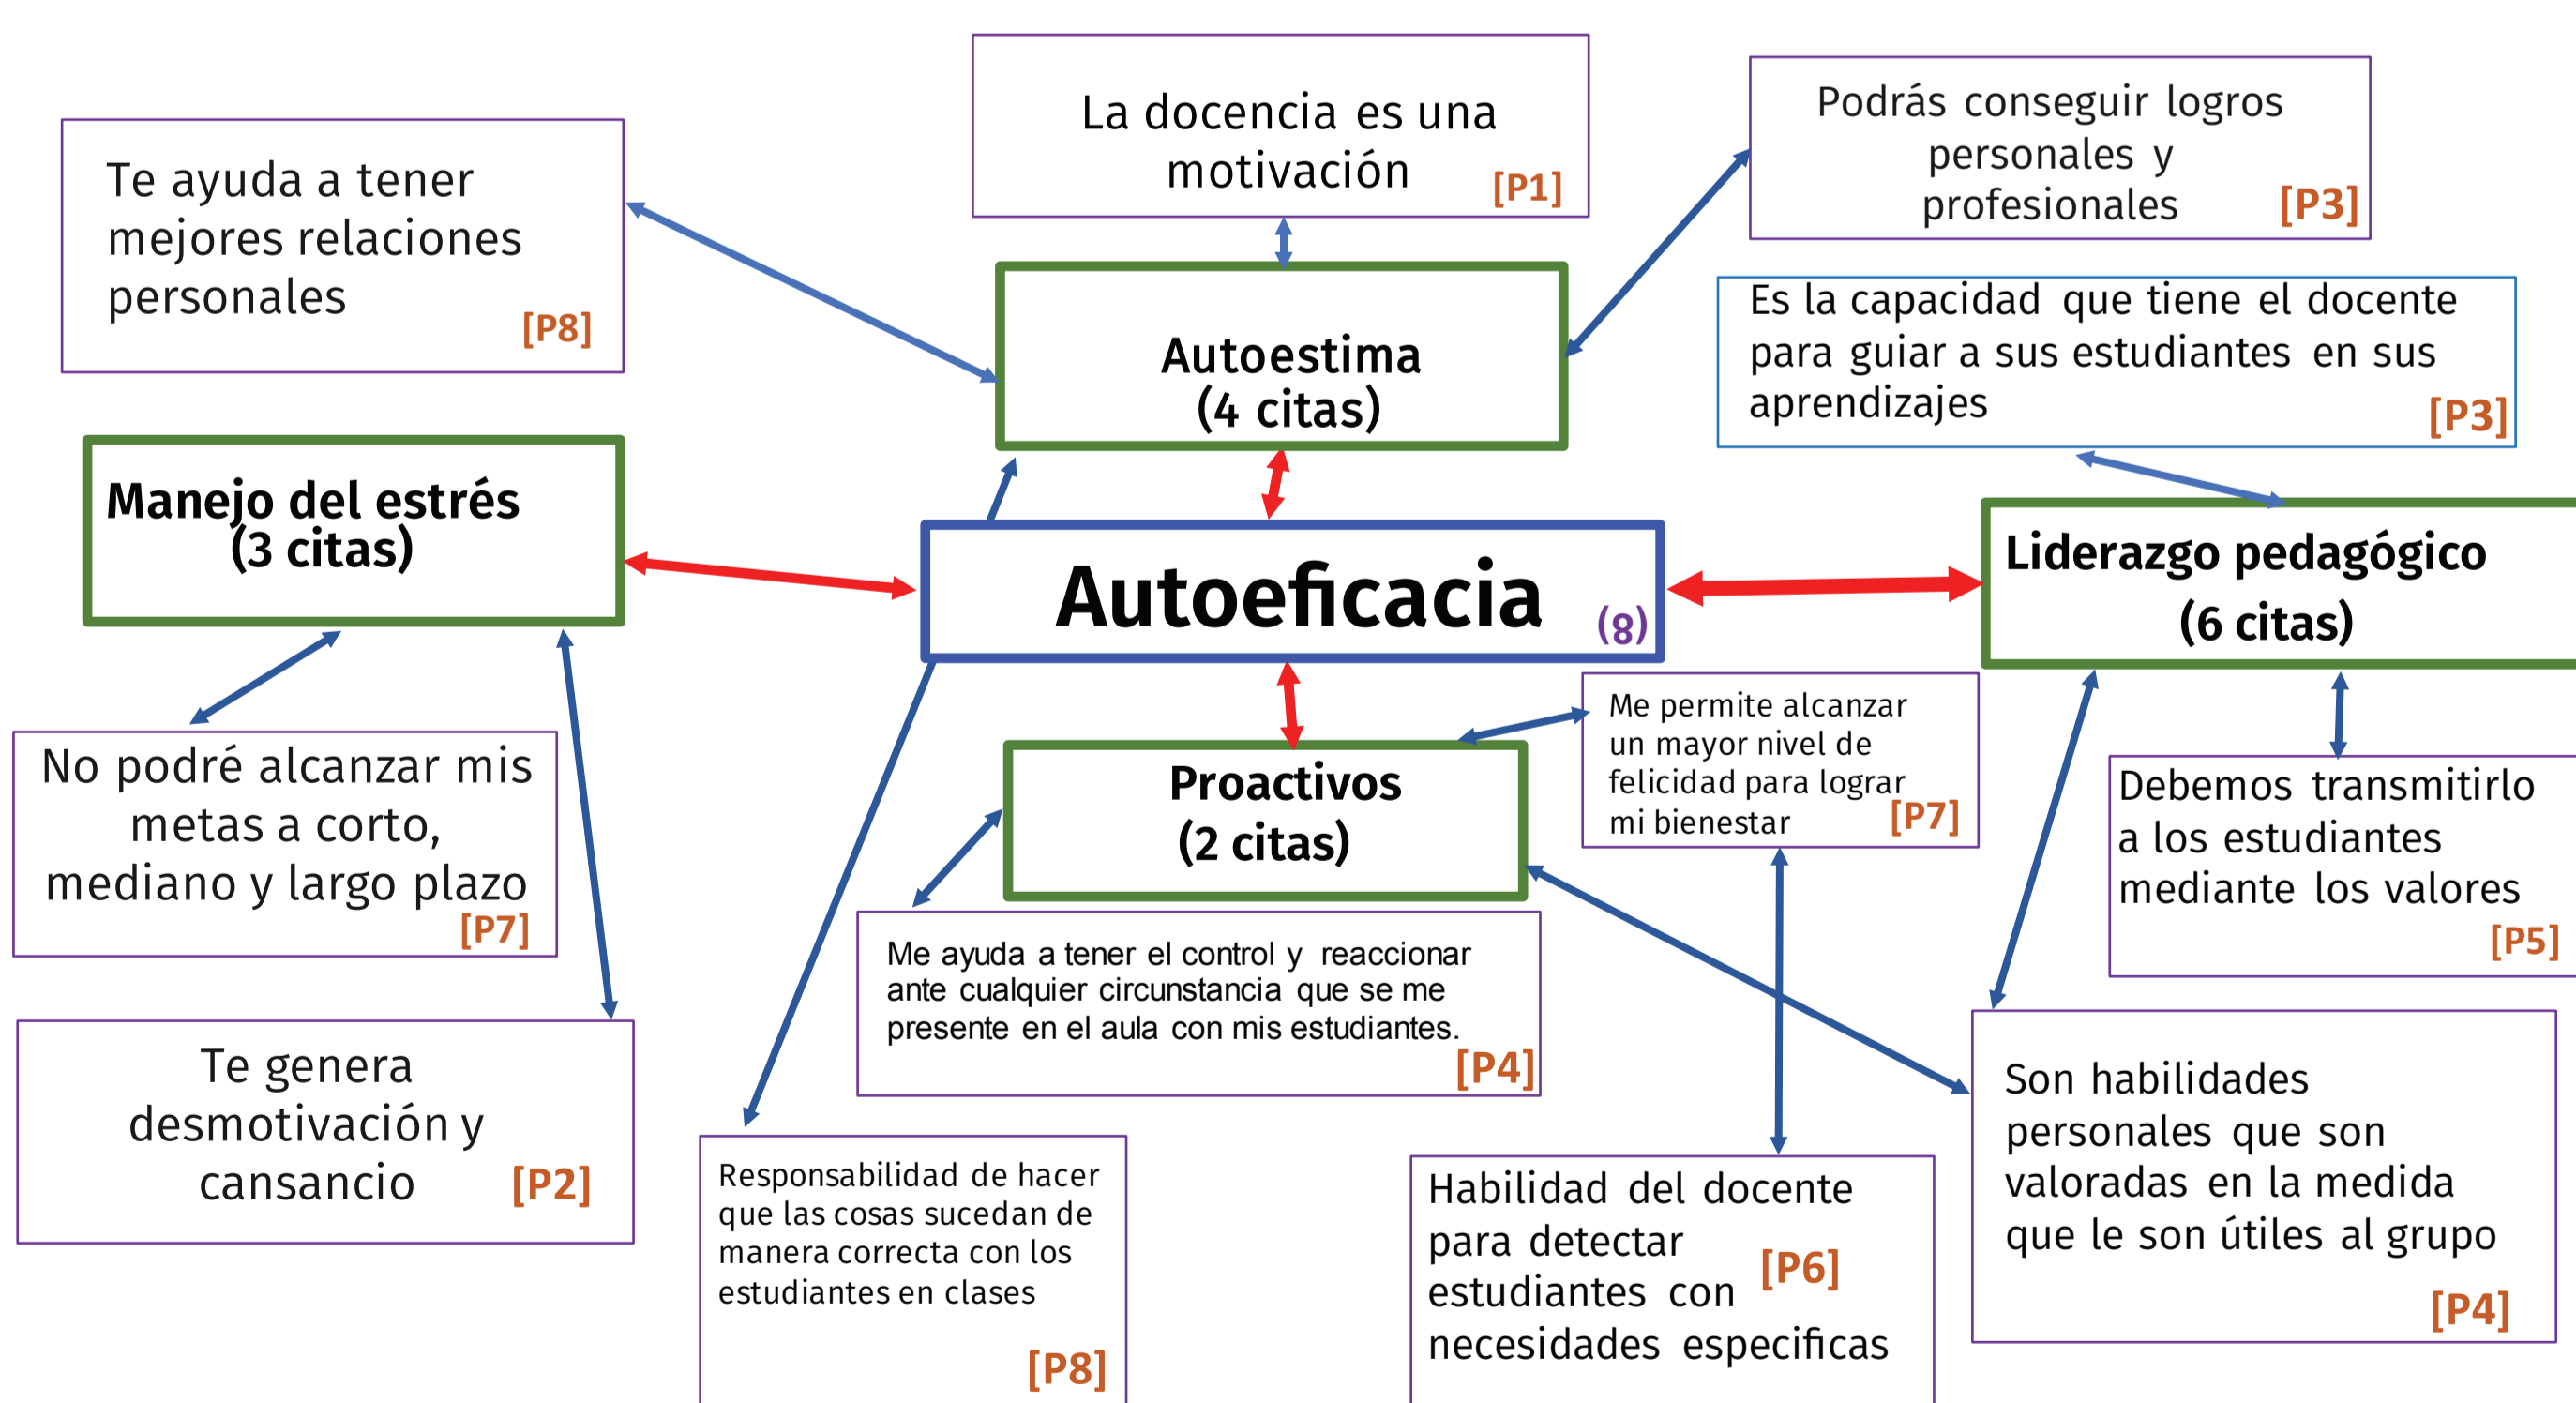 La docencia es una
motivación
[P1]
Podrás conseguir logros
personales y
profesionales
[P3]
Te ayuda a tener
mejores relaciones
personales
[P8]
Autoestima
(4 citas)
Es la capacidad que tiene el docente
para guiar a sus estudiantes en sus
aprendizajes
[P3]
Manejo del estrés
(3 citas)
Autoeficacia
(8)
Liderazgo pedagógico
(6 citas)
No podré alcanzar mis
metas a corto,
mediano y largo plazo
[P7]
Proactivos
(2 citas)
Me permite alcanzar
un mayor nivel de
felicidad para lograr
mi bienestar
[P7]
Debemos transmitirlo
a los estudiantes
mediante los valores
[P5]
Me ayuda a tener el control y reaccionar
ante cualquier circunstancia que se me
presente en el aula con mis estudiantes.
[P4]
Te genera
desmotivación y
cansancio
[P2]
Responsabilidad de hacer
que las cosas sucedan de
manera correcta con los
estudiantes en clases
[P8]
Habilidad del docente
para detectar
estudiantes con
necesidades especificas
[P6]
Son habilidades
personales que son
valoradas en la medida
que le son útiles al grupo
[P4]